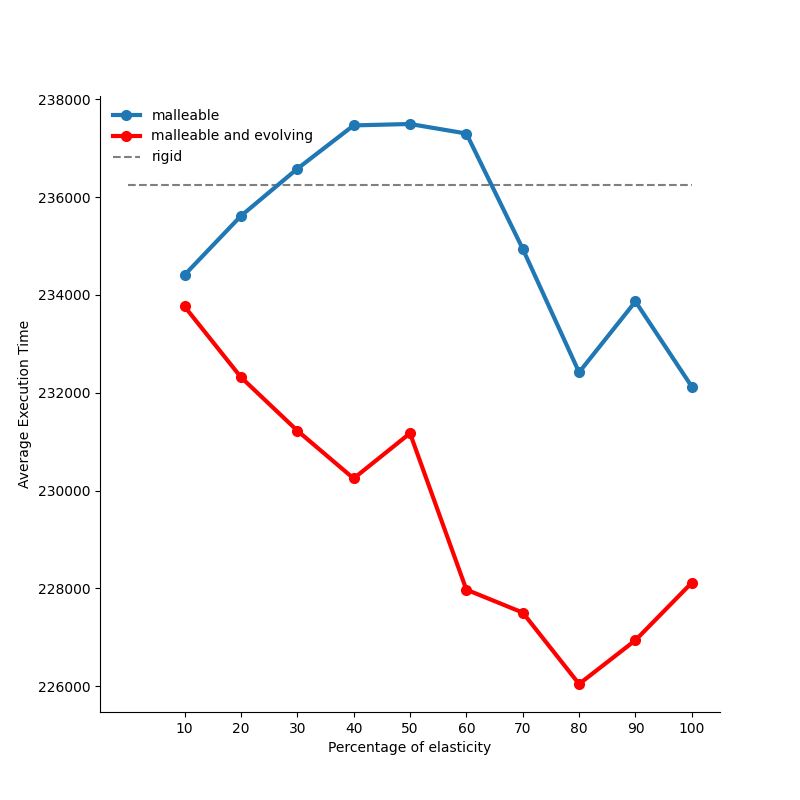 238000
236000
234000
232000
230000
228000
226000
Average Execution Time
malleable
malleable and evolving
rigid
10 20 30 40 50 60 70 80 90 100
Percentage of elasticity